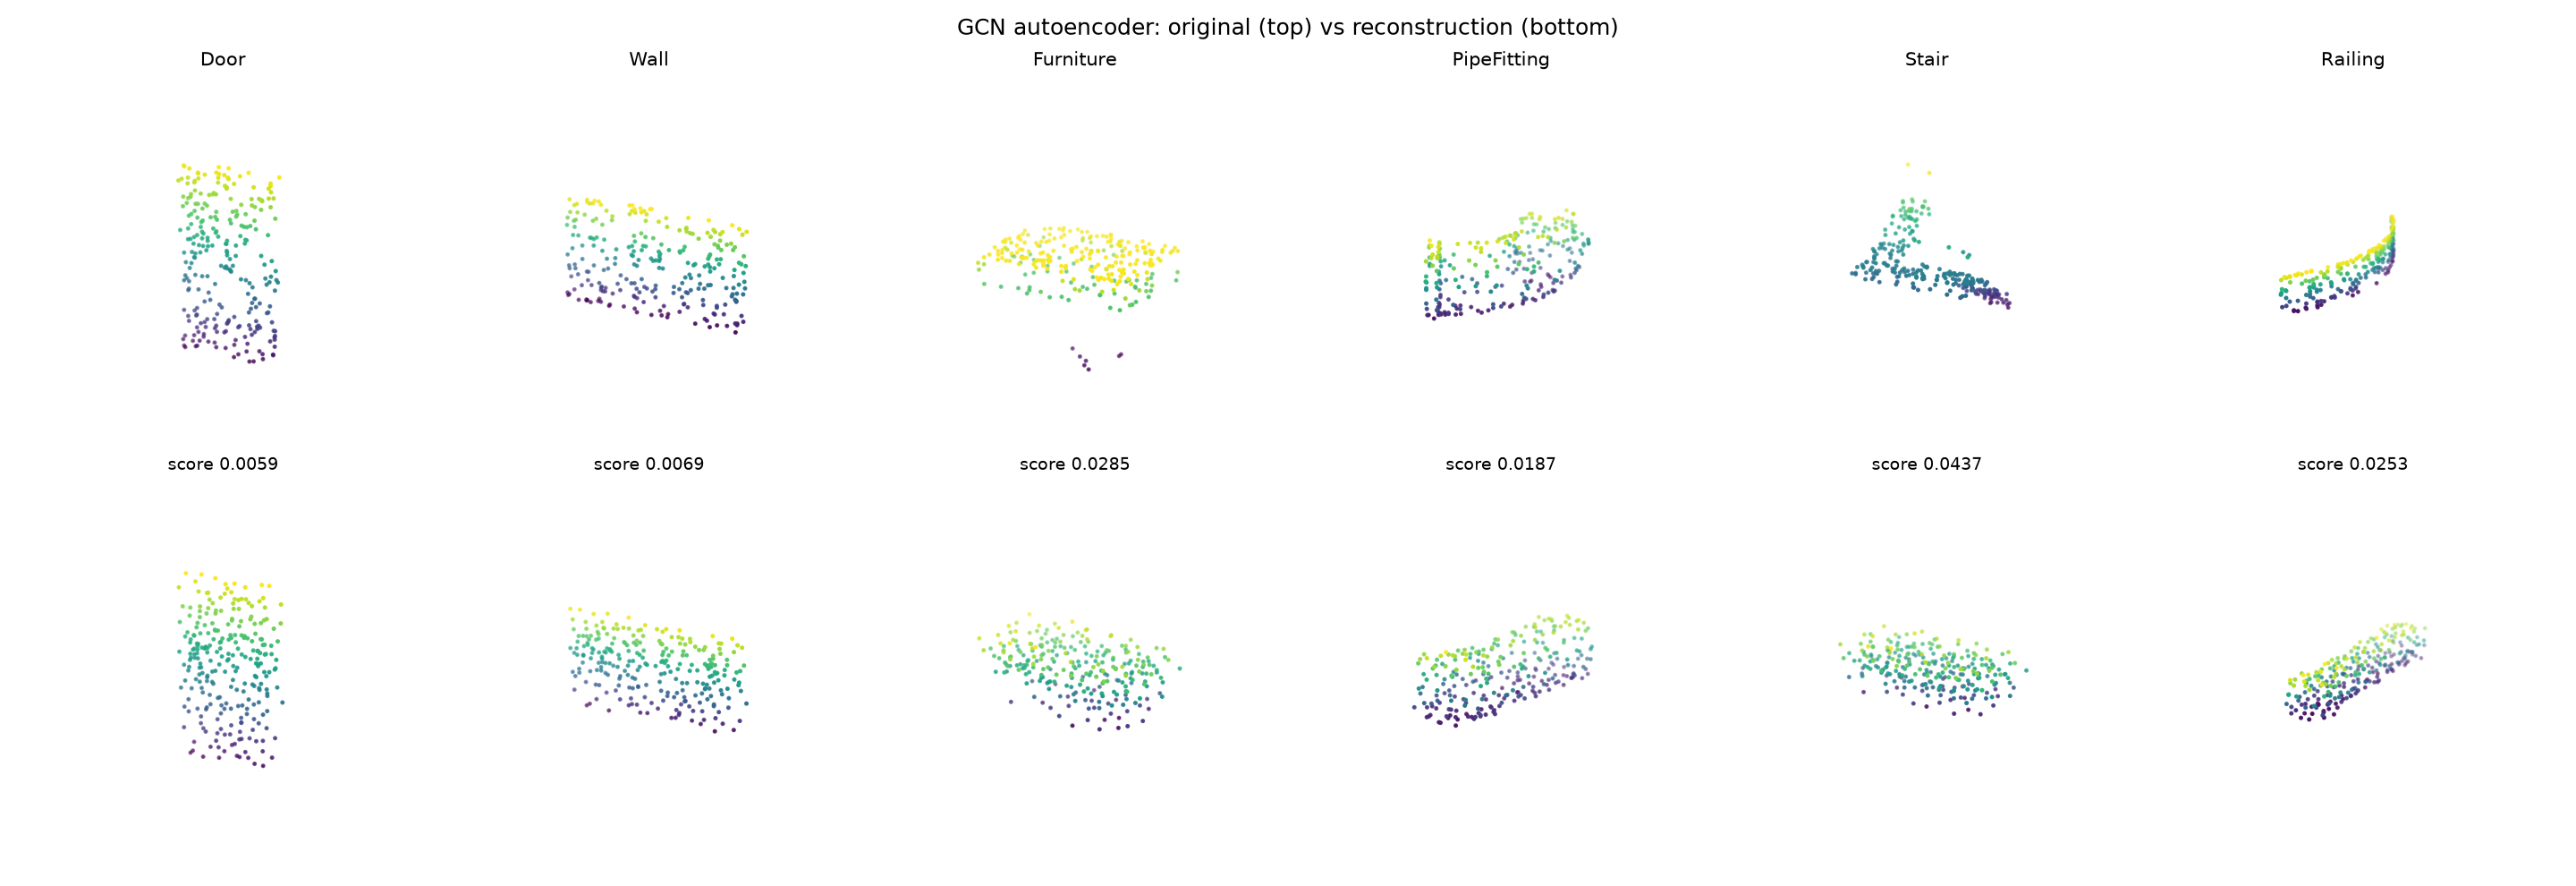 GCN autoencoder: original (top) vs reconstruction (bottom)
Door
Wall
Furniture
PipeFitting
Stair
Railing
score 0.0059
score 0.0069
score 0.0285
score 0.0187
score 0.0437
score 0.0253